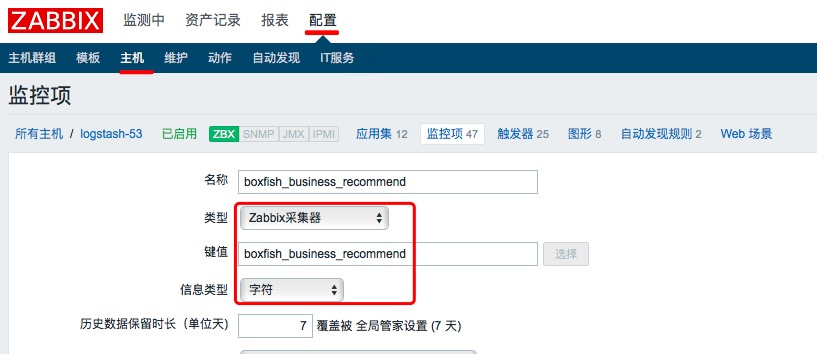 ZABBIX 监测中 资产记录 报表 配置
主机群组 模板 主机 维护 动作 自动发现 IT服务
监控项
所有主机 / logstash-53 已启用 ZBX SNMP JMX IPMI 应用集 12 监控项 47 触发器 25 图形 8 自动发现规则 2 Web 场景
名称 boxfish_business_recommend
类型 Zabbix采集器
键值 boxfish_business_recommend 选择
信息类型 字符
历史数据保留时长（单位天) 7 覆盖被 全局管家设置 (7 天)